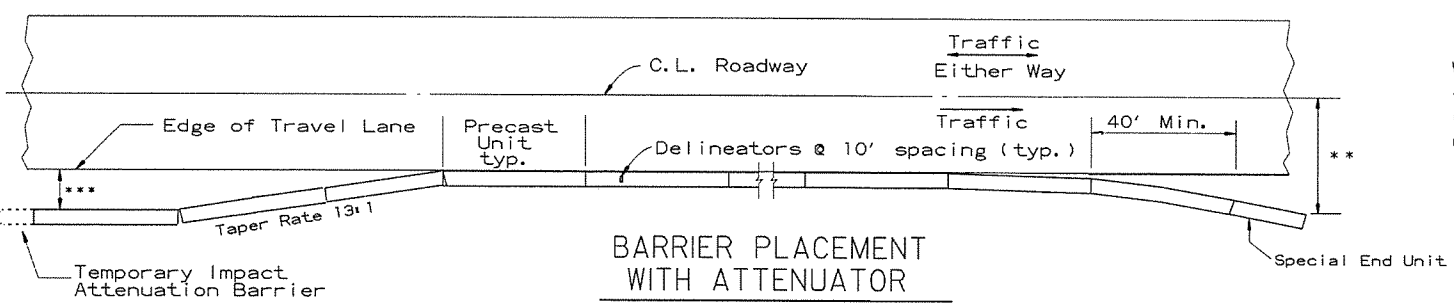 Traffic
Either Way
C.L. Roadway
Edge of Travel Lane
Precast
Unit
typ.
Traffic
40' Min.
Delineators @ 10' spacing (typ.)
**
***
Taper Rate 13:1
BARRIER PLACEMENT
WITH ATTENUATOR
Special End Unit
Temporary Impact
Attenuation Barrier